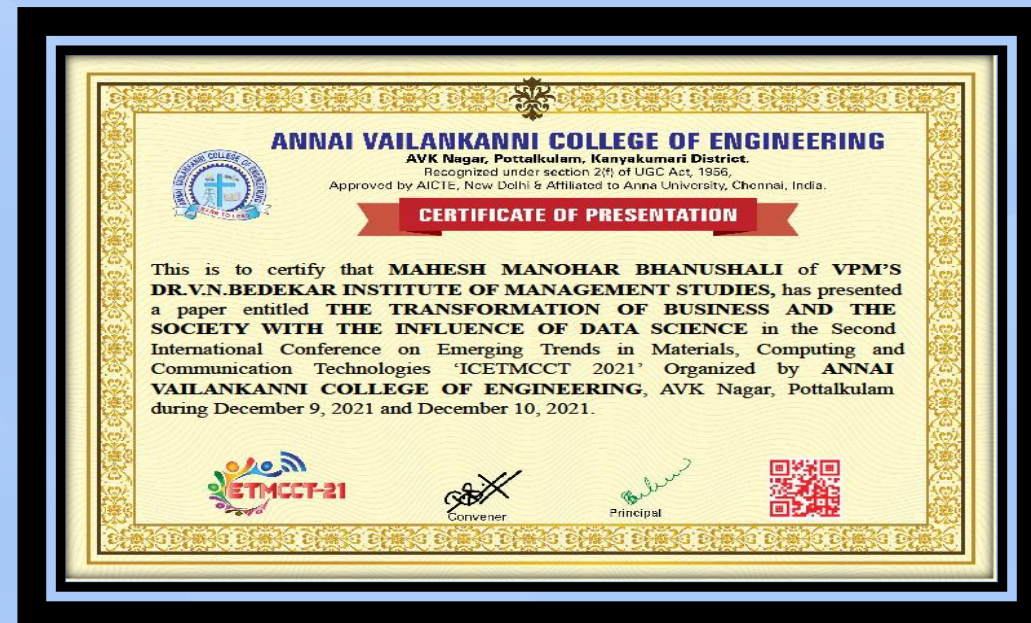 ANNAI VAILANKANNI COLLEGE OF ENGINEERING
AVK Nagar, Pottalkulam, Kanyakumari District.
Recognized under section 2(f) of UGC Act, 1956,
Approved by AICTE, New Delhi & Affiliated to Anna University, Chennai, India.
ANNAI VAILANKANNI COLLEGE OF ENGINEERING
CERTIFICATE OF PRESENTATION
This is to certify that MAHESH MANOHAR BHANUSHALI of VPM'S
DR.V.N.BEDEKAR INSTITUTE OF MANAGEMENT STUDIES, has presented
a paper entitled THE TRANSFORMATION OF BUSINESS AND THE
SOCIETY WITH THE INFLUENCE OF DATA SCIENCE in the Second
International Conference on Emerging Trends in Materials, Computing and
Communication Technologies ‘ICETMCCT 2021’ Organized by ANNAI
VAILANKANNI COLLEGE OF ENGINEERING, AVK Nagar, Pottalkulam
during December 9, 2021 and December 10, 2021.
ETMCCT-21
Convener
Principal